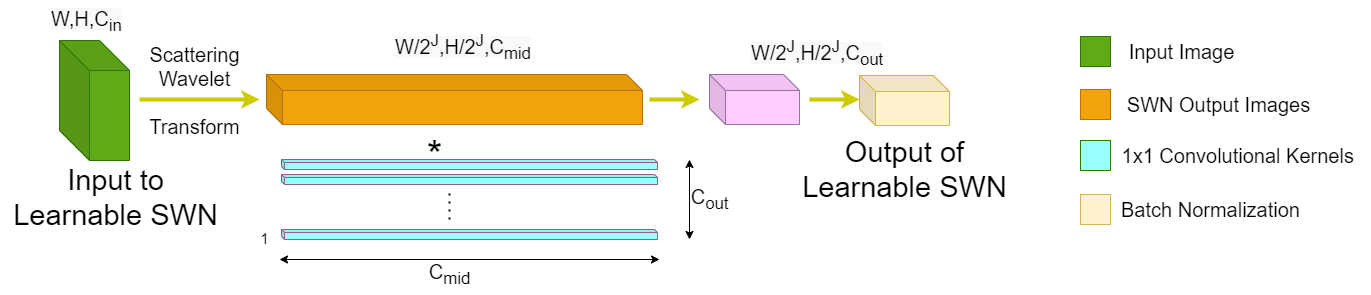 W,H,C_in
Scattering
Wavelet
Transform
Input to
Learnable SWN
W/2^J,H/2^J,C_mid
*
1
C_mid
C_out
W/2^J,H/2^J,C_out
Output of
Learnable SWN
Input Image
SWN Output Images
1x1 Convolutional Kernels
Batch Normalization